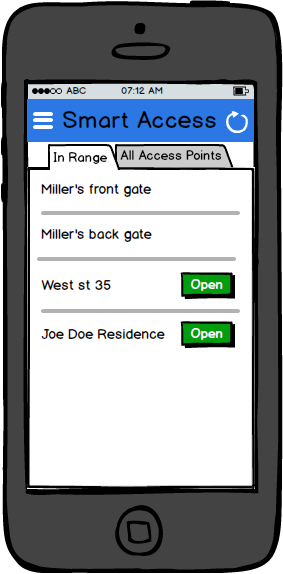 ABC 07:12 AM
Smart Access
In Range All Access Points
Miller's front gate
Miller's back gate
West st 35 Open
Joe Doe Residence Open